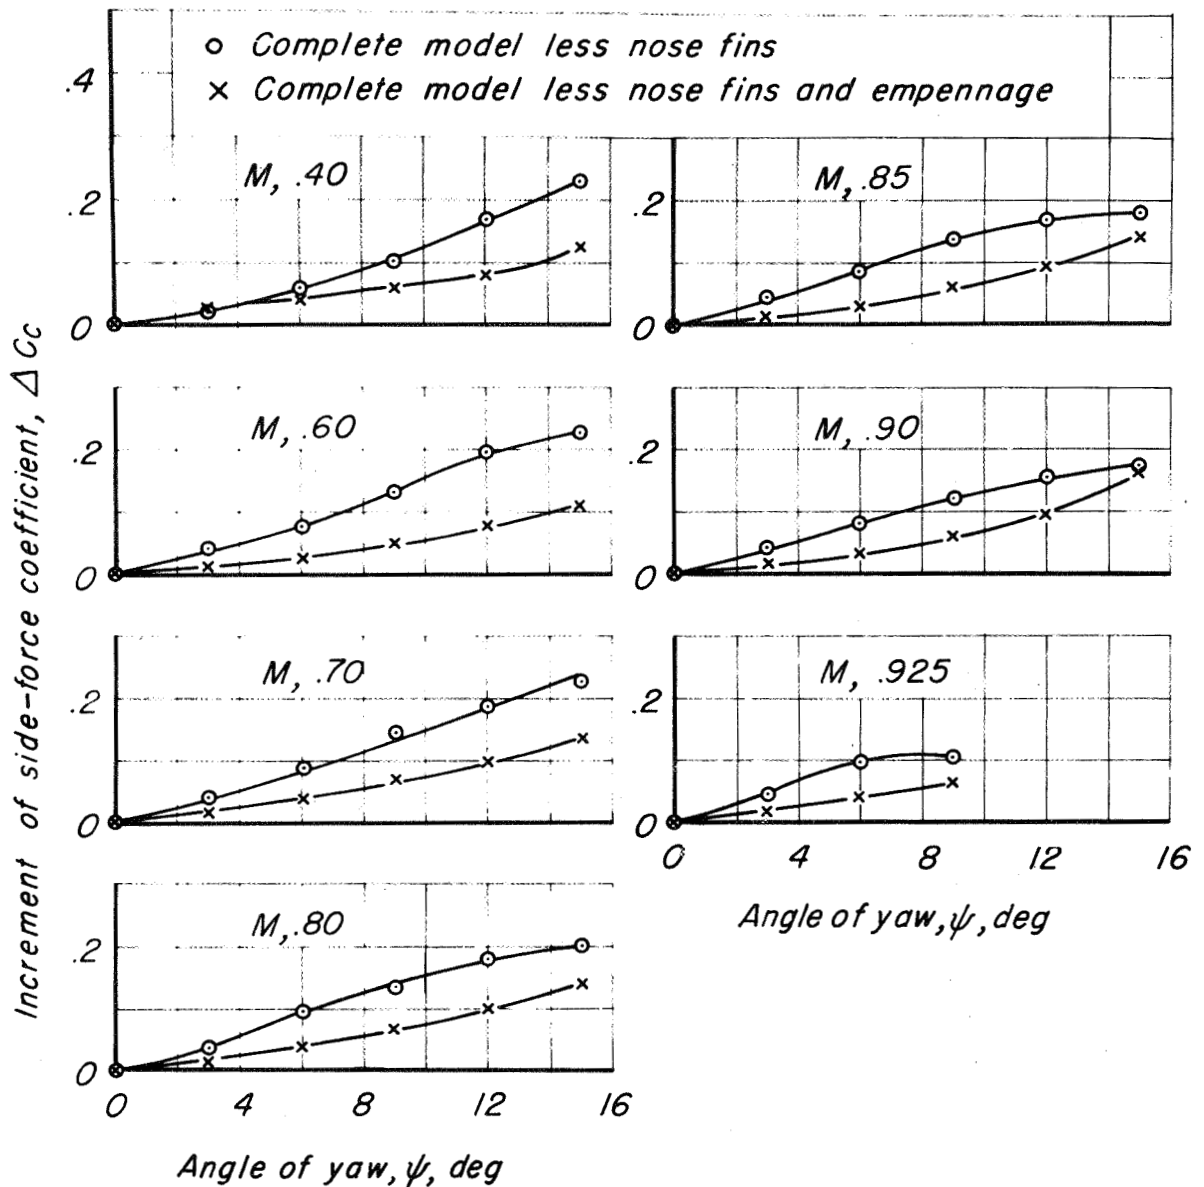 Complete model less nose fins
Complete model less nose fins and empennage
.4
M, .40
.2
0
M, .85
.2
0
M, .60
.2
0
M, .90
.2
0
M, .70
.2
0
M, .925
.2
0
0 4 8 12 16
Angle of yaw, ψ, deg
M, .80
.2
0
0 4 8 12 16
Angle of yaw, ψ, deg
Increment of side-force coefficient, Δ Cc